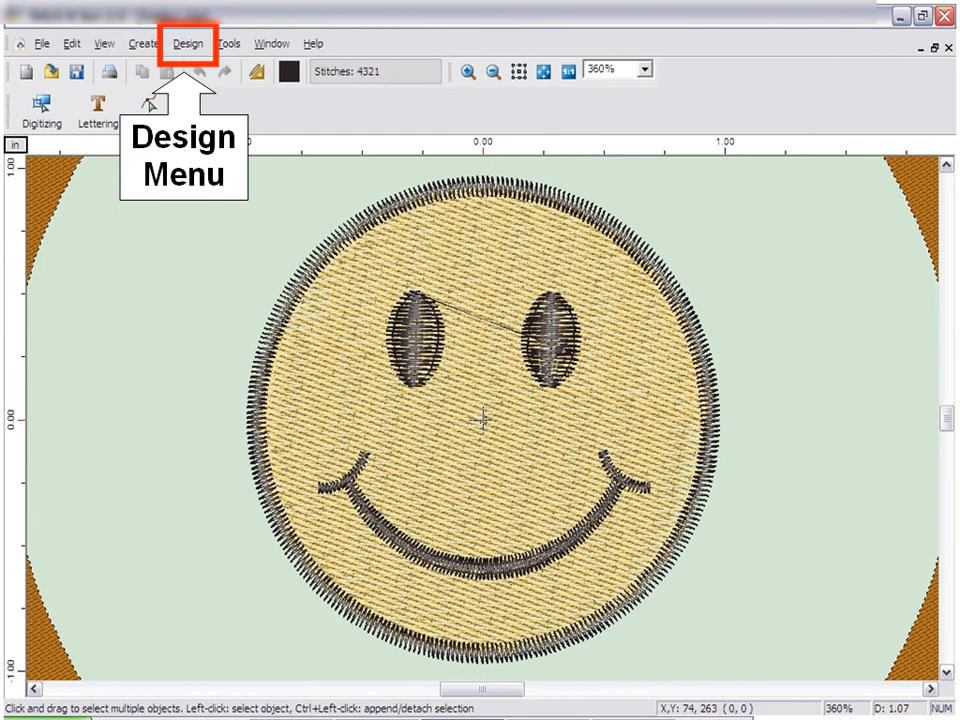 File Edit View Create Design Tools Window Help
Stitches: 4321
360%
Digitizing Lettering
Design
Menu
in
0.00 1.00
1.00
0.00
-1.00
Click and drag to select multiple objects. Left-click: select object, Ctrl+Left-click: append/detach selection
X,Y: 74, 263 ( 0, 0 )
360%
D: 1.07
NUM